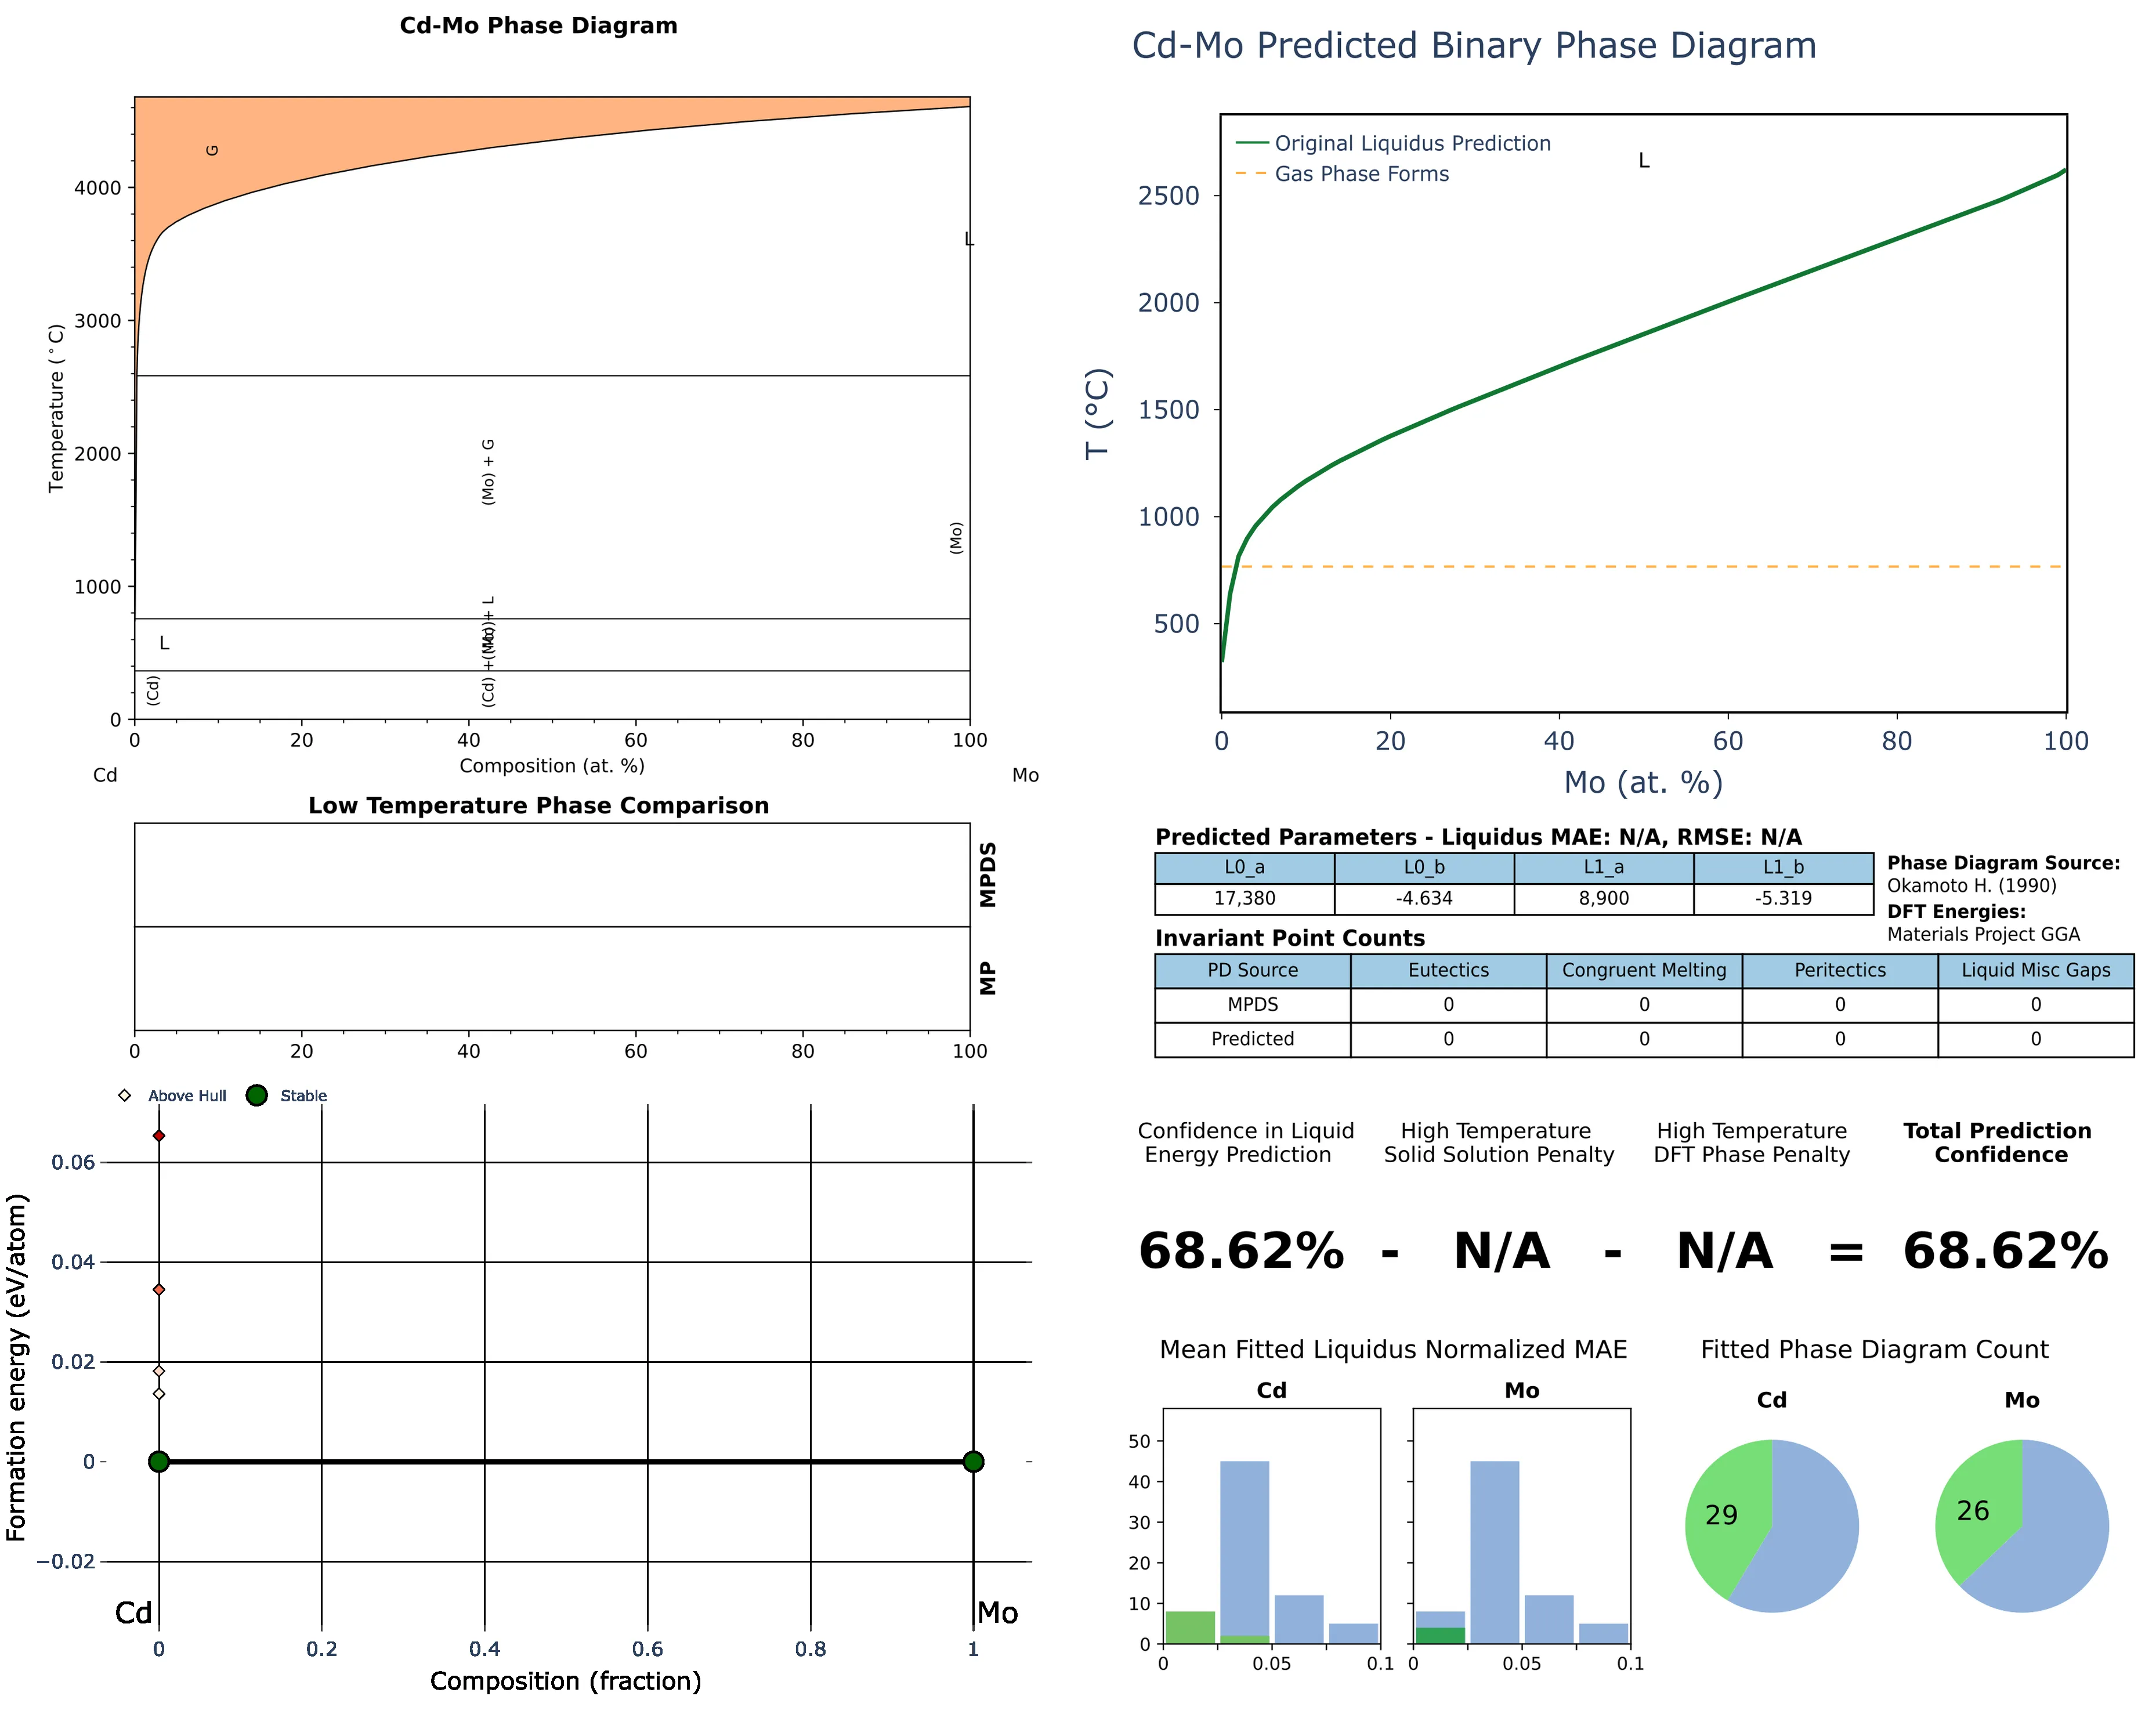 Cd-Mo Phase Diagram
G
L
(Mo) + G
(Mo)
(Mo) + L
L
(Cd) + (Mo)
(Cd)
Temperature (°C)
4000
3000
2000
1000
0
0 20 40 60 80 100
Composition (at. %)
Cd Mo
Low Temperature Phase Comparison
MPDS
MP
0 20 40 60 80 100
Above Hull Stable
Formation energy (eV/atom)
0.06
0.04
0.02
0
−0.02
Cd Mo
0 0.2 0.4 0.6 0.8 1
Composition (fraction)
Cd-Mo Predicted Binary Phase Diagram
Original Liquidus Prediction
Gas Phase Forms
L
T (°C)
2500
2000
1500
1000
500
0 20 40 60 80 100
Mo (at. %)
Predicted Parameters - Liquidus MAE: N/A, RMSE: N/A
L0_a L0_b L1_a L1_b
17,380 -4.634 8,900 -5.319
Phase Diagram Source:
Okamoto H. (1990)
DFT Energies:
Materials Project GGA
Invariant Point Counts
PD Source Eutectics Congruent Melting Peritectics Liquid Misc Gaps
MPDS 0 0 0 0
Predicted 0 0 0 0
Confidence in Liquid
Energy Prediction
High Temperature
Solid Solution Penalty
High Temperature
DFT Phase Penalty
Total Prediction
Confidence
68.62% - N/A - N/A = 68.62%
Mean Fitted Liquidus Normalized MAE
Cd Mo
50
40
30
20
10
0
0 0.05 0.1 0 0.05 0.1
Fitted Phase Diagram Count
Cd Mo
29 26